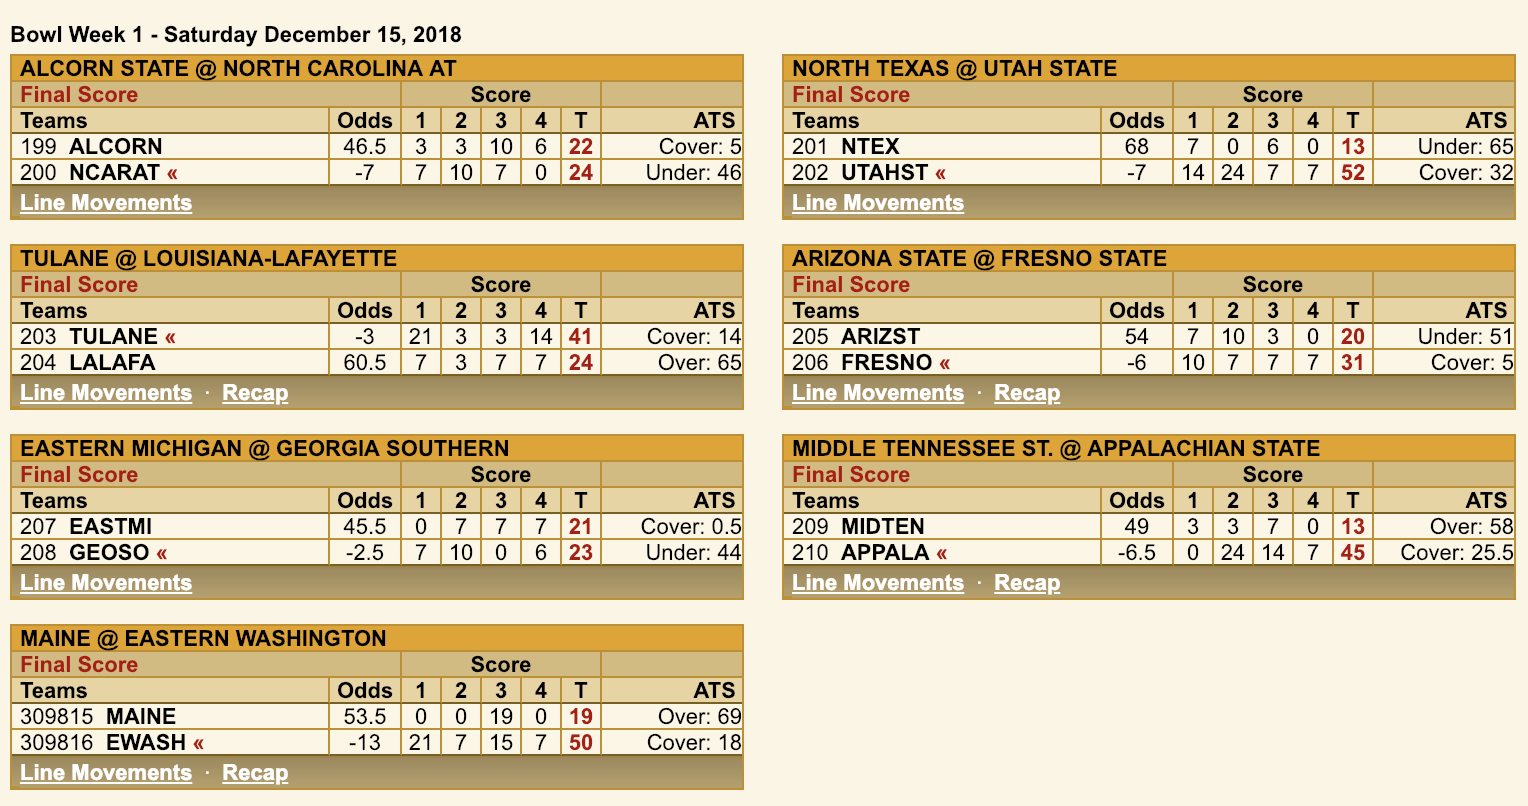 Bowl Week 1 - Saturday December 15, 2018
ALCORN STATE @ NORTH CAROLINA AT
Final Score Score
Teams Odds 1 2 3 4 T ATS
199 ALCORN 46.5 3 3 10 6 22 Cover: 5
200 NCARAT « -7 7 10 7 0 24 Under: 46
Line Movements
NORTH TEXAS @ UTAH STATE
Final Score Score
Teams Odds 1 2 3 4 T ATS
201 NTEX 68 7 0 6 0 13 Under: 65
202 UTAHST « -7 14 24 7 7 52 Cover: 32
Line Movements
TULANE @ LOUISIANA-LAFAYETTE
Final Score Score
Teams Odds 1 2 3 4 T ATS
203 TULANE « -3 21 3 3 14 41 Cover: 14
204 LALAFA 60.5 7 3 7 7 24 Over: 65
Line Movements · Recap
ARIZONA STATE @ FRESNO STATE
Final Score Score
Teams Odds 1 2 3 4 T ATS
205 ARIZST 54 7 10 3 0 20 Under: 51
206 FRESNO « -6 10 7 7 7 31 Cover: 5
Line Movements · Recap
EASTERN MICHIGAN @ GEORGIA SOUTHERN
Final Score Score
Teams Odds 1 2 3 4 T ATS
207 EASTMI 45.5 0 7 7 7 21 Cover: 0.5
208 GEOSO « -2.5 7 10 0 6 23 Under: 44
Line Movements
MIDDLE TENNESSEE ST. @ APPALACHIAN STATE
Final Score Score
Teams Odds 1 2 3 4 T ATS
209 MIDTEN 49 3 3 7 0 13 Over: 58
210 APPALA « -6.5 0 24 14 7 45 Cover: 25.5
Line Movements · Recap
MAINE @ EASTERN WASHINGTON
Final Score Score
Teams Odds 1 2 3 4 T ATS
309815 MAINE 53.5 0 0 19 0 19 Over: 69
309816 EWASH « -13 21 7 15 7 50 Cover: 18
Line Movements · Recap